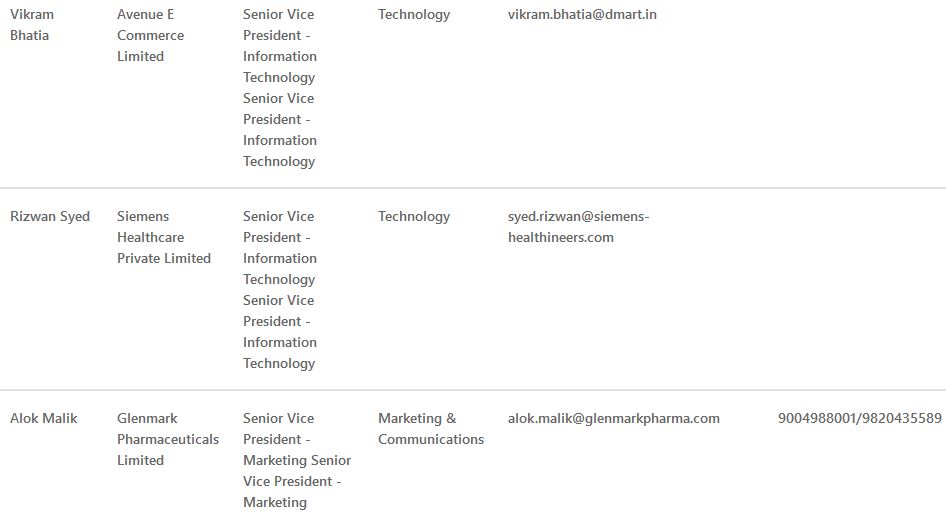 Vikram Bhatia
Avenue E Commerce Limited
Senior Vice President - Information Technology Senior Vice President - Information Technology
Technology
vikram.bhatia@dmart.in
Rizwan Syed
Siemens Healthcare Private Limited
Senior Vice President - Information Technology Senior Vice President - Information Technology
Technology
syed.rizwan@siemens-healthineers.com
Alok Malik
Glenmark Pharmaceuticals Limited
Senior Vice President - Marketing Senior Vice President - Marketing
Marketing & Communications
alok.malik@glenmarkpharma.com
9004988001/9820435589